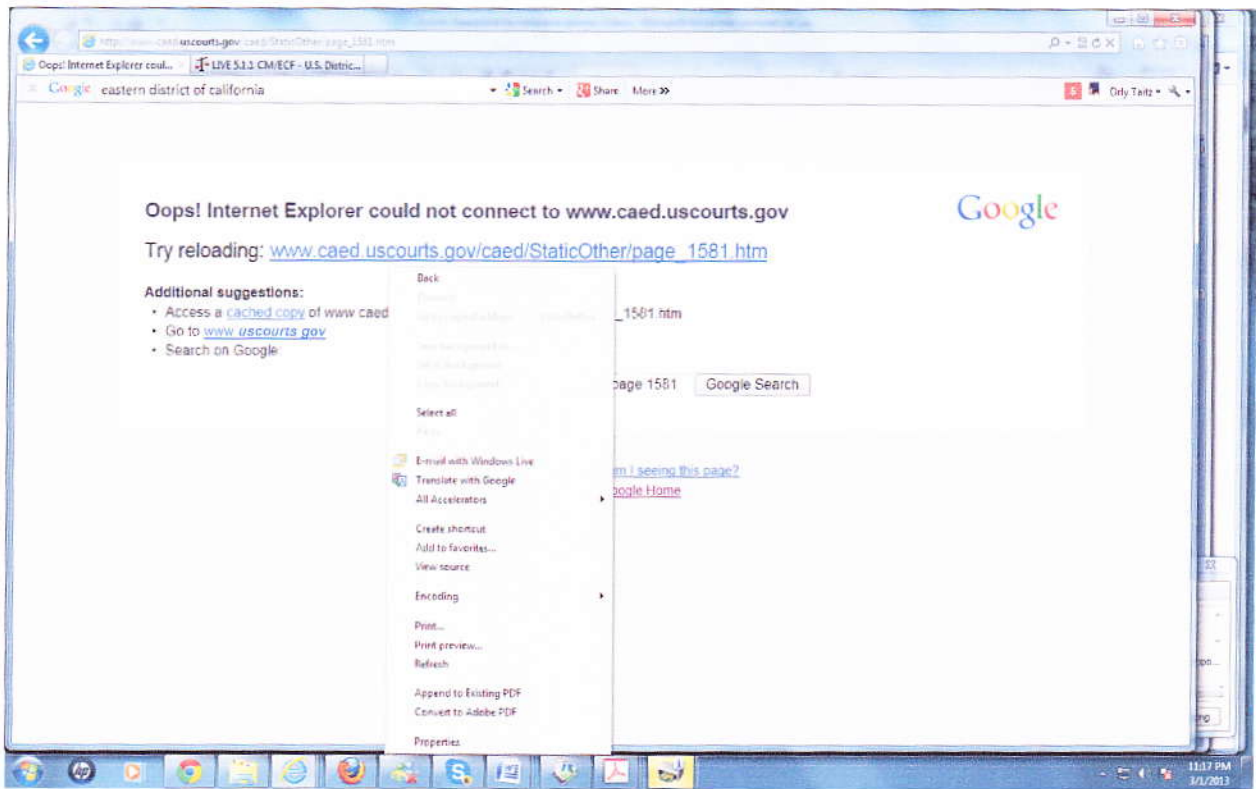 uscourts.gov
Oops! Internet Explorer coul...
LIVE 5.1.1 CM/ECF - U.S. Distric...
Google eastern district of california Search Share More » Orly Taitz
Oops! Internet Explorer could not connect to www.caed.uscourts.gov
Google
Try reloading: www.caed.uscourts.gov/caed/StaticOther/page_1581.htm
Additional suggestions:
• Access a cached copy of www caed _1581.htm
• Go to www uscourts gov
• Search on Google
page 1581 Google Search
m I seeing this page?
oogle Home
Back
Select all
E-mail with Windows Live
Translate with Google
All Accelerators
Create shortcut
Add to favorites...
View source
Encoding
Print...
Print preview...
Refresh
Append to Existing PDF
Convert to Adobe PDF
Properties
hp
11:17 PM
3/1/2013